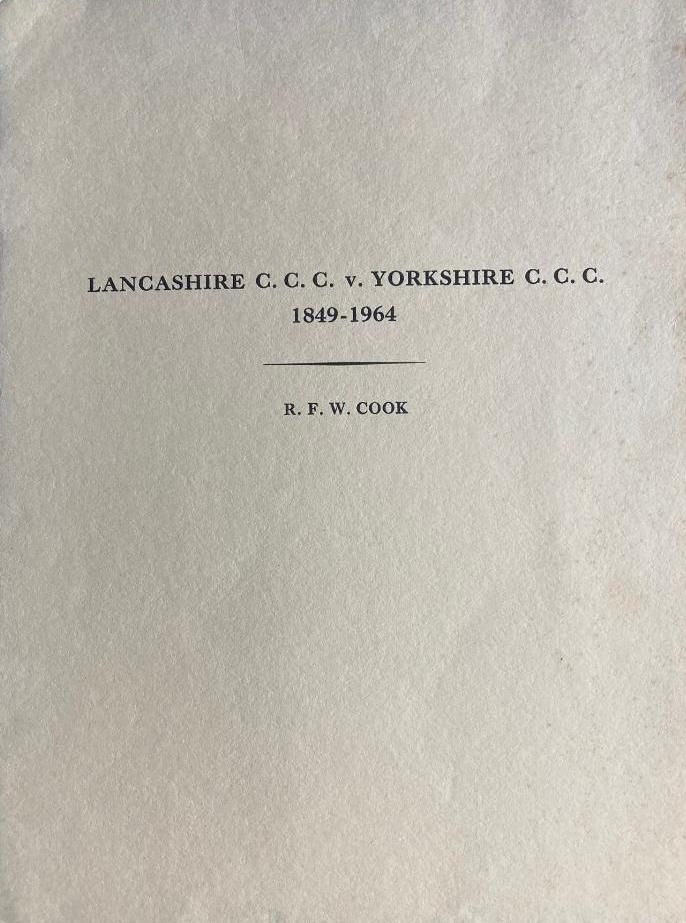 LANCASHIRE C. C. C. v. YORKSHIRE C. C. C.
1849-1964
R. F. W. COOK